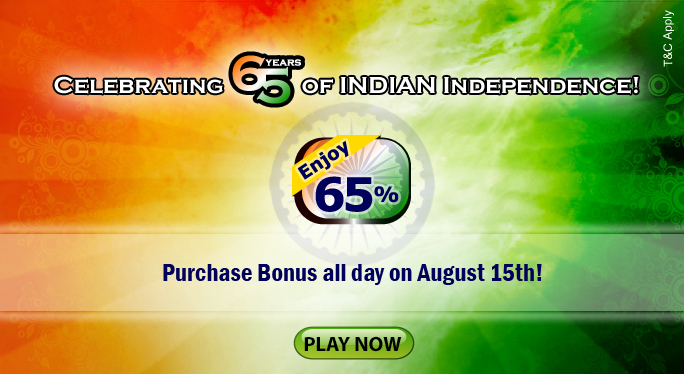 T&C Apply
CELEBRATING 65 YEARS OF INDIAN INDEPENDENCE!
Enjoy
65%
Purchase Bonus all day on August 15th!
PLAY NOW